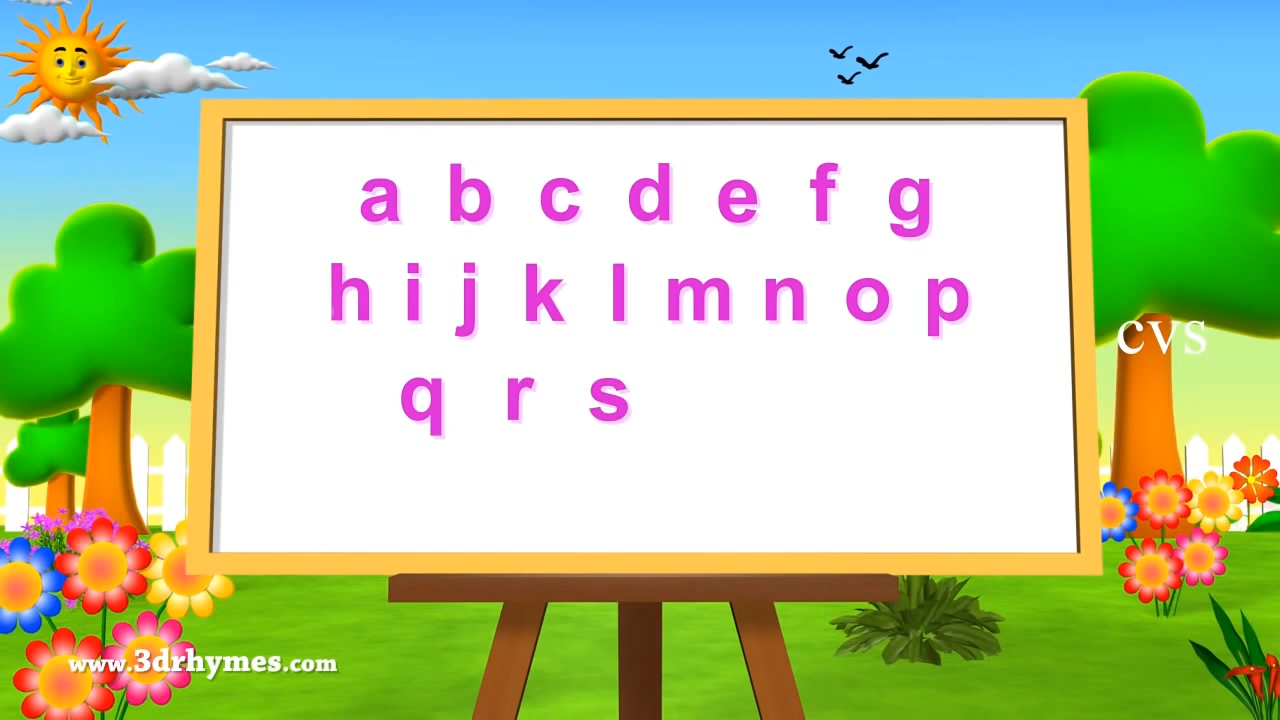 a b c d e f g
h i j k l m n o p
q r s
cvs
www.3drhymes.com